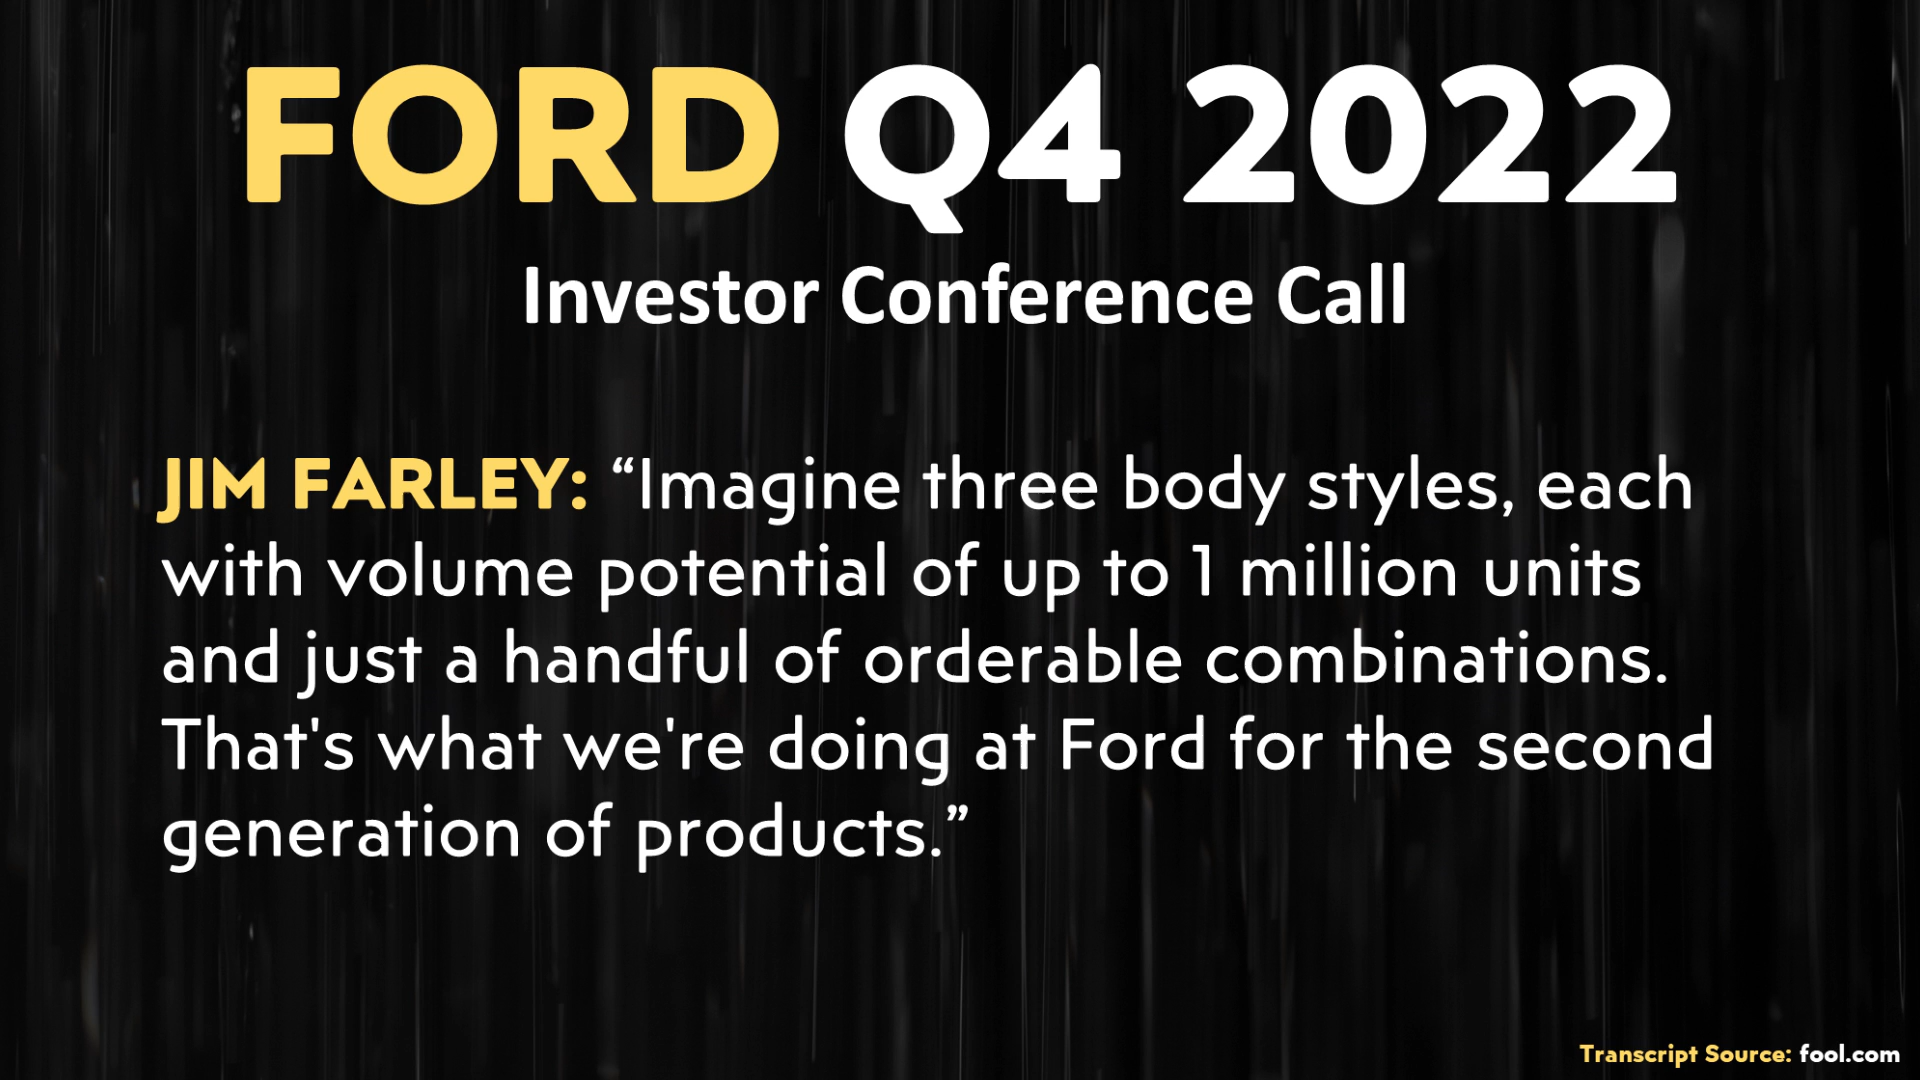 FORD Q4 2022
Investor Conference Call
JIM FARLEY: “Imagine three body styles, each
with volume potential of up to 1 million units
and just a handful of orderable combinations.
That's what we're doing at Ford for the second
generation of products.”
Transcript Source: fool.com